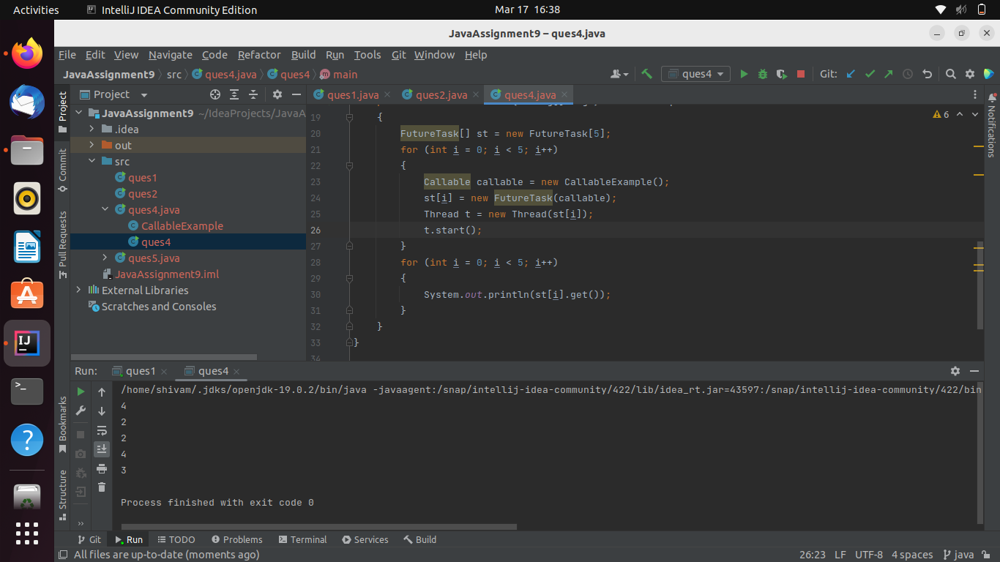 Activities IntelliJ IDEA Community Edition Mar 17 16:38
JavaAssignment9 – ques4.java
File Edit View Navigate Code Refactor Build Run Tools Git Window Help
JavaAssignment9 src ques4.java ques4 main ques4 Git:
Project
ques1.java ques2.java ques4.java
JavaAssignment9 ~/IdeaProjects/JavaA
.idea
out
src
ques1
ques2
ques4.java
CallableExample
ques4
ques5.java
JavaAssignment9.iml
External Libraries
Scratches and Consoles
6
19 {
20 FutureTask[] st = new FutureTask[5];
21 for (int i = 0; i < 5; i++)
22 {
23 Callable callable = new CallableExample();
24 st[i] = new FutureTask(callable);
25 Thread t = new Thread(st[i]);
26 t.start();
27 }
28 for (int i = 0; i < 5; i++)
29 {
30 System.out.println(st[i].get());
31 }
32 }
33 }
34
Project
Commit
Pull Requests
Bookmarks
Structure
Notifications
Run: ques1 ques4
/home/shivam/.jdks/openjdk-19.0.2/bin/java -javaagent:/snap/intellij-idea-community/422/lib/idea_rt.jar=43597:/snap/intellij-idea-community/422/bin
4
2
2
4
3
Process finished with exit code 0
Git Run TODO Problems Terminal Services Build
All files are up-to-date (moments ago) 26:23 LF UTF-8 4 spaces java